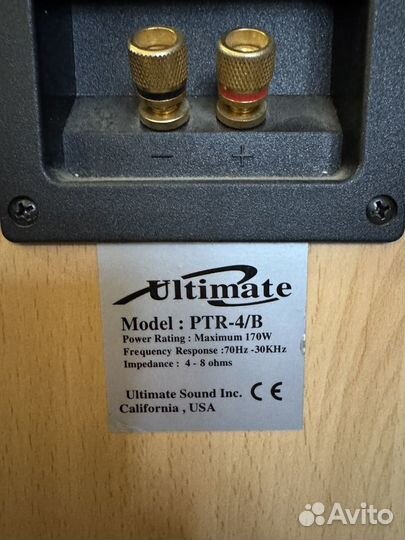 − +
Ultimate
Model : PTR-4/B
Power Rating : Maximum 170W
Frequency Response :70Hz -30KHz
Impedance : 4 - 8 ohms
Ultimate Sound Inc. CE
California , USA
Avito